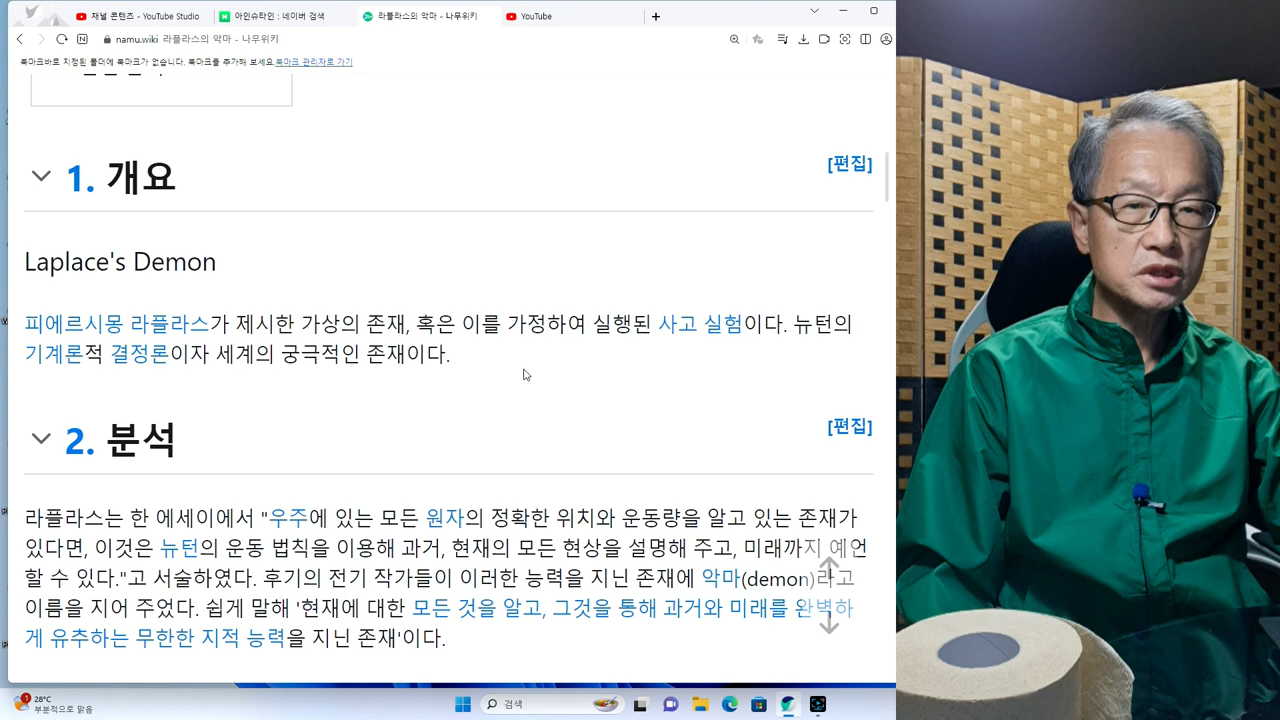 채널 콘텐츠 - YouTube Studio
아인슈타인 : 네이버 검색
라플라스의 악마 - 나무위키
YouTube
namu.wiki 라플라스의 악마 - 나무위키
북마크바로 지정된 폴더에 북마크가 없습니다. 북마크를 추가해 보세요. 북마크 관리자로 가기
1. 개요
[편집]
Laplace's Demon
피에르시몽 라플라스가 제시한 가상의 존재, 혹은 이를 가정하여 실행된 사고 실험이다. 뉴턴의
기계론적 결정론이자 세계의 궁극적인 존재이다.
2. 분석
[편집]
라플라스는 한 에세이에서 "우주에 있는 모든 원자의 정확한 위치와 운동량을 알고 있는 존재가
있다면, 이것은 뉴턴의 운동 법칙을 이용해 과거, 현재의 모든 현상을 설명해 주고, 미래까지 예언
할 수 있다."고 서술하였다. 후기의 전기 작가들이 이러한 능력을 지닌 존재에 악마(demon)라고
이름을 지어 주었다. 쉽게 말해 '현재에 대한 모든 것을 알고, 그것을 통해 과거와 미래를 완벽하
게 유추하는 무한한 지적 능력을 지닌 존재'이다.
1
28°C
부분적으로 맑음
검색